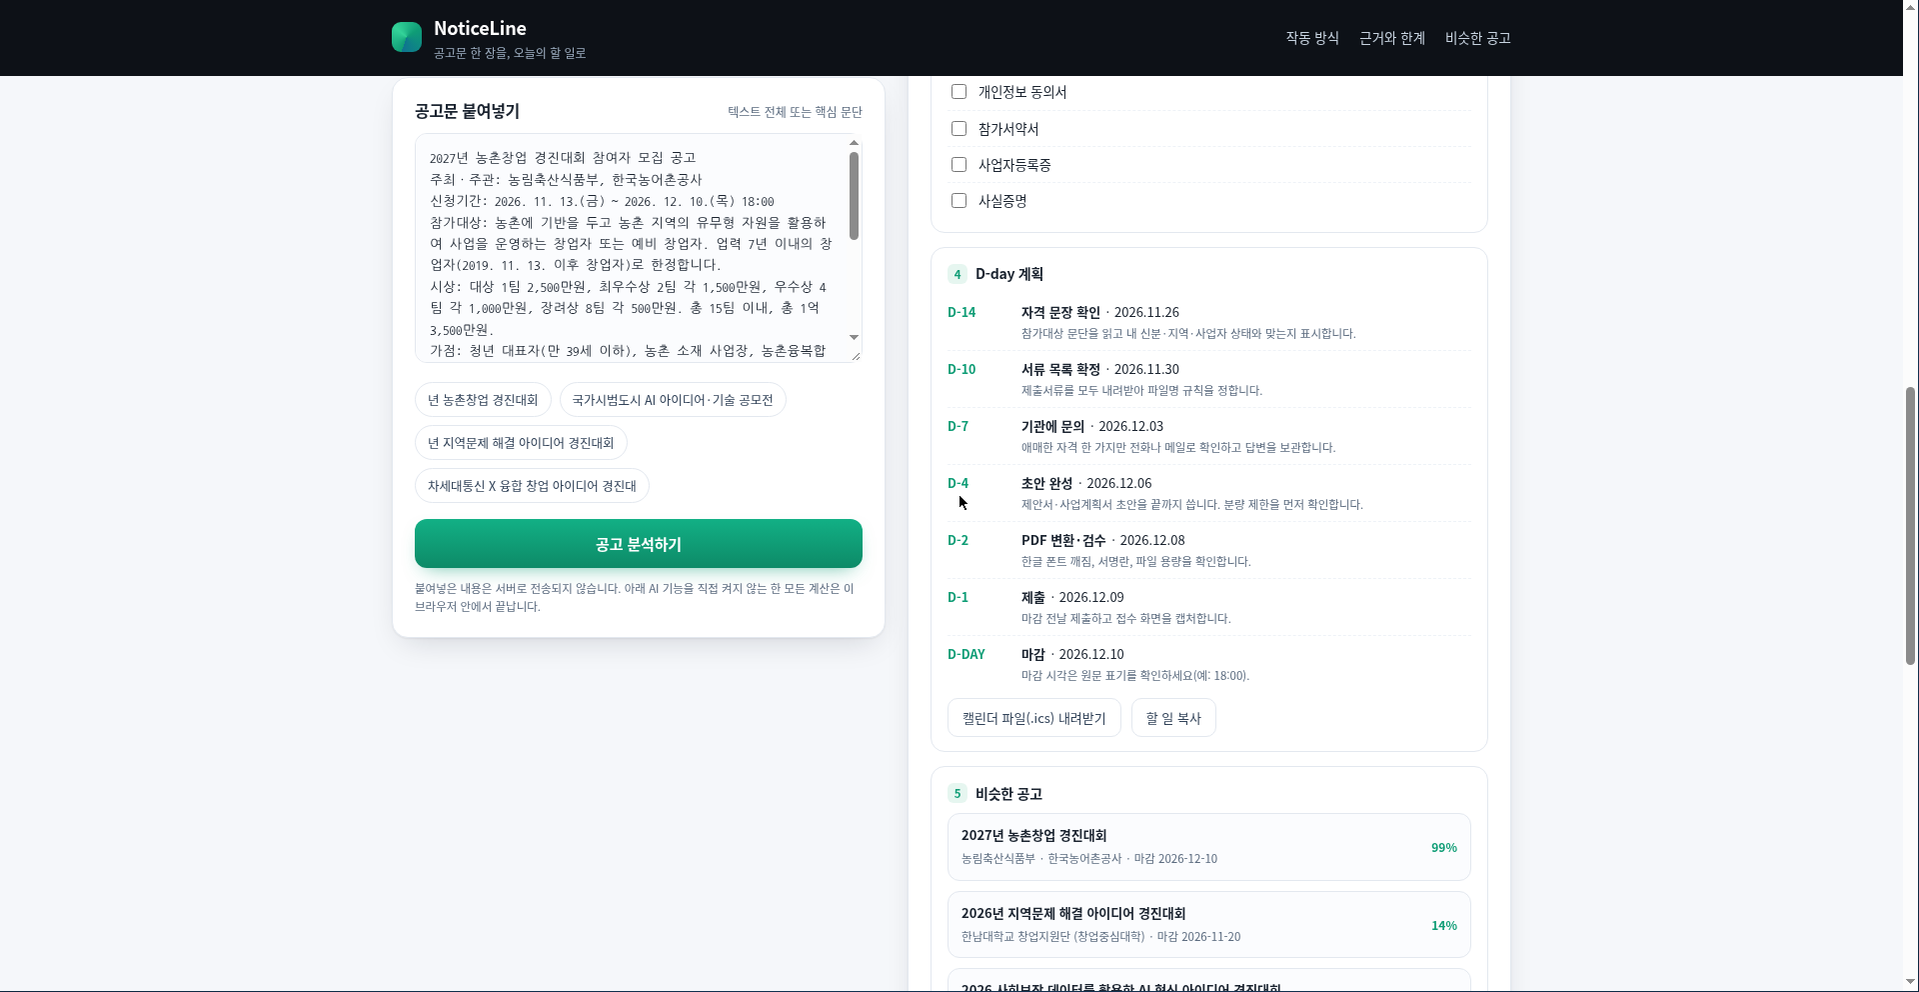 NoticeLine
공고문 한 장을, 오늘의 할 일로
작동 방식
근거와 한계
비슷한 공고
공고문 붙여넣기
텍스트 전체 또는 핵심 문단
2027년 농촌창업 경진대회 참여자 모집 공고
주최·주관: 농림축산식품부, 한국농어촌공사
신청기간: 2026. 11. 13.(금) ~ 2026. 12. 10.(목) 18:00
참가대상: 농촌에 기반을 두고 농촌 지역의 유무형 자원을 활용하
여 사업을 운영하는 창업자 또는 예비 창업자. 업력 7년 이내의 창
업자(2019. 11. 13. 이후 창업자)로 한정합니다.
시상: 대상 1팀 2,500만원, 최우수상 2팀 각 1,500만원, 우수상 4
팀 각 1,000만원, 장려상 8팀 각 500만원. 총 15팀 이내, 총 1억
3,500만원.
가점: 청년 대표자(만 39세 이하), 농촌 소재 사업장, 농촌융복합
년 농촌창업 경진대회
국가시범도시 AI 아이디어·기술 공모전
년 지역문제 해결 아이디어 경진대회
차세대통신 X 융합 창업 아이디어 경진대
공고 분석하기
붙여넣은 내용은 서버로 전송되지 않습니다. 아래 AI 기능을 직접 켜지 않는 한 모든 계산은 이
브라우저 안에서 끝납니다.
개인정보 동의서
참가서약서
사업자등록증
사실증명
4 D-day 계획
D-14 자격 문장 확인 · 2026.11.26
참가대상 문단을 읽고 내 신분·지역·사업자 상태와 맞는지 표시합니다.
D-10 서류 목록 확정 · 2026.11.30
제출서류를 모두 내려받아 파일명 규칙을 정합니다.
D-7 기관에 문의 · 2026.12.03
애매한 자격 한 가지만 전화나 메일로 확인하고 답변을 보관합니다.
D-4 초안 완성 · 2026.12.06
제안서·사업계획서 초안을 끝까지 씁니다. 분량 제한을 먼저 확인합니다.
D-2 PDF 변환·검수 · 2026.12.08
한글 폰트 깨짐, 서명란, 파일 용량을 확인합니다.
D-1 제출 · 2026.12.09
마감 전날 제출하고 접수 화면을 캡처합니다.
D-DAY 마감 · 2026.12.10
마감 시각은 원문 표기를 확인하세요(예: 18:00).
캘린더 파일(.ics) 내려받기
할 일 복사
5 비슷한 공고
2027년 농촌창업 경진대회
농림축산식품부 · 한국농어촌공사 · 마감 2026-12-10
99%
2026년 지역문제 해결 아이디어 경진대회
한남대학교 창업지원단 (창업중심대학) · 마감 2026-11-20
14%
2026 사회보장 데이터를 활용한 AI 혁신 아이디어 경진대회